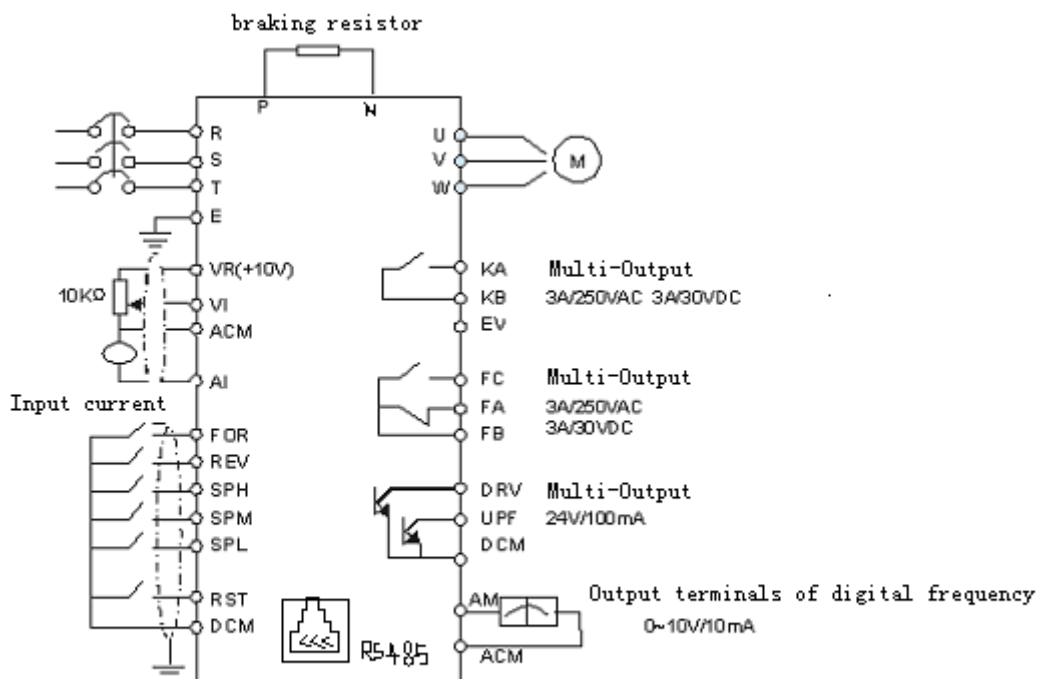 braking resistor
P N
R U
S V M
T W
E
VR(+10V) KA Multi-Output
10KΩ VI KB 3A/250VAC 3A/30VDC
ACM EV
AI FC Multi-Output
Input current FA 3A/250VAC
FOR FB 3A/30VDC
REV
SPH DRV Multi-Output
SPM UPF 24V/100mA
SPL DCM
RST AM Output terminals of digital frequency
DCM 0~10V/10mA
RS485 ACM